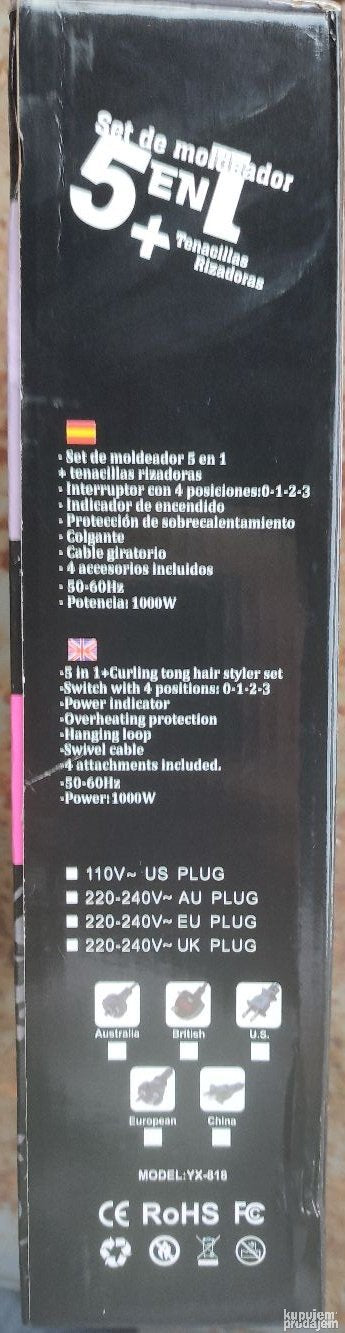 Set de moldeador
5 EN 1
+ Tenacillas
Rizadoras
- Set de moldeador 5 en 1
+ tenacillas rizadoras
- Interruptor con 4 posiciones:0-1-2-3
- Indicador de encendido
- Protección de sobrecalentamiento
- Colgante
- Cable giratorio
- 4 accesorios incluidos
- 50-60Hz
- Potencia: 1000W
-5 in 1+Curling tong hair styler set
-Switch with 4 positions: 0-1-2-3
-Power indicator
-Overheating protection
-Hanging loop
-Swivel cable
-4 attachments included.
-50-60Hz
-Power:1000W
110V~ US PLUG
220-240V~ AU PLUG
220-240V~ EU PLUG
220-240V~ UK PLUG
Australia British U.S.
European China
MODEL:YX-818
CE RoHS FC
kupujem
prodajem